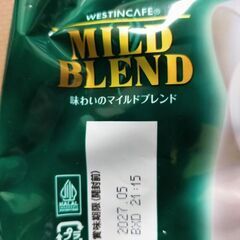 WESTINCAFE®
MILD
BLEND
味わいのマイルドブレンド
賞味期限(開封前)
2027.05
BXD 21:15
HALAL